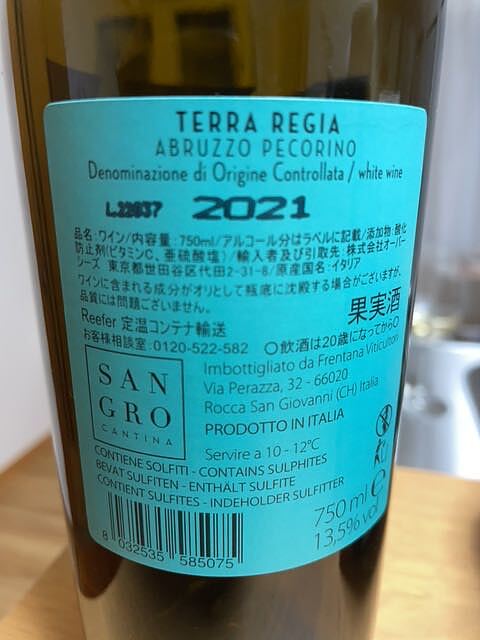 TERRA REGIA
ABRUZZO PECORINO
Denominazione di Origine Controllata / white wine
L.22037 2021
品名:ワイン/内容量:750ml/アルコール分はラベルに記載/添加物:酸化
防止剤(ビタミンC、亜硫酸塩)/輸入者及び引取先:株式会社オーバー
シーズ 東京都世田谷区代田2-31-8/原産国名:イタリア
ワインに含まれる成分がオリとして瓶底に沈殿する場合がございますが、
品質には問題ございません。
果実酒
Reefer 定温コンテナ輸送
お客様相談室:0120-522-582 〇飲酒は20歳になってから〇
SAN
GRO
CANTINA
Imbottigliato da Frentana Viticultori
Via Perazza, 32 - 66020
Rocca San Giovanni (CH) Italia
PRODOTTO IN ITALIA
Servire a 10 - 12°C
CONTIENE SOLFITI - CONTAINS SULPHITES
BEVAT SULFITEN - ENTHÄLT SULFITE
CONTIENT SULFITES - INDEHOLDER SULFITTER
750 ml e
13,5% vol
8 032535 585075